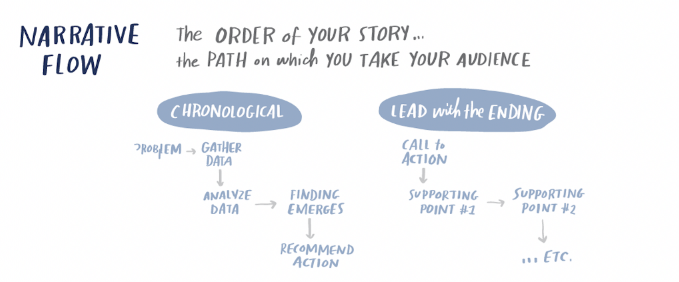 NARRATIVE
FLOW
The ORDER of YOUR STORY...
the PATH on which YOU TAKE YOUR AUDIENCE
CHRONOLOGICAL
PROBLEM → GATHER
DATA
ANALYZE
DATA
FINDING
EMERGES
RECOMMEND
ACTION
LEAD with the ENDING
CALL to
ACTION
SUPPORTING
POINT #1
SUPPORTING
POINT #2
... ETC.